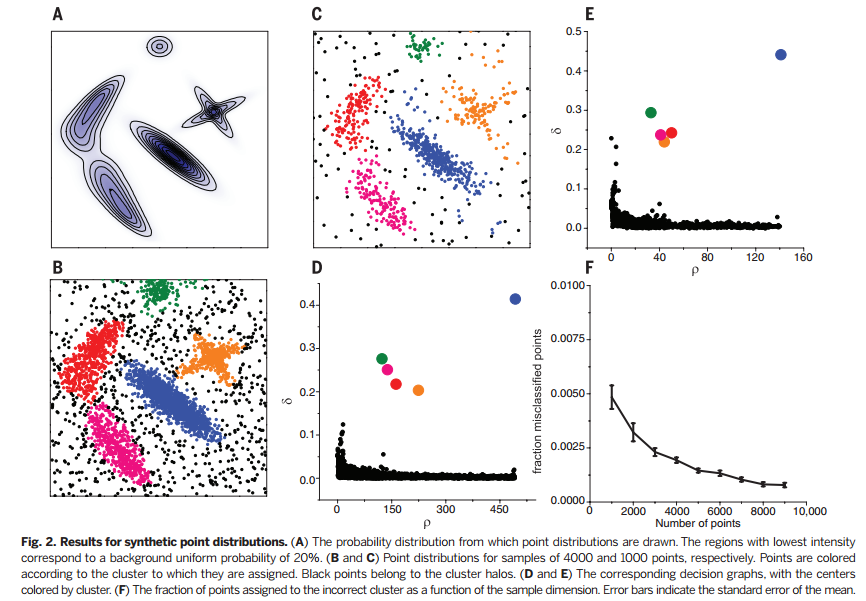 A
C
E
0.5
0.4
0.3
δ
0.2
0.1
0.0
0 40 80 120 160
ρ
B
D
F
0.4
0.3
δ
0.2
0.1
0.0
0 150 300 450
ρ
0.0100
0.0075
0.0050
0.0025
0.0000
fraction misclassified points
0 2000 4000 6000 8000 10,000
Number of points
Fig. 2. Results for synthetic point distributions. (A) The probability distribution from which point distributions are drawn. The regions with lowest intensity
correspond to a background uniform probability of 20%. (B and C) Point distributions for samples of 4000 and 1000 points, respectively. Points are colored
according to the cluster to which they are assigned. Black points belong to the cluster halos. (D and E) The corresponding decision graphs, with the centers
colored by cluster. (F) The fraction of points assigned to the incorrect cluster as a function of the sample dimension. Error bars indicate the standard error of the mean.